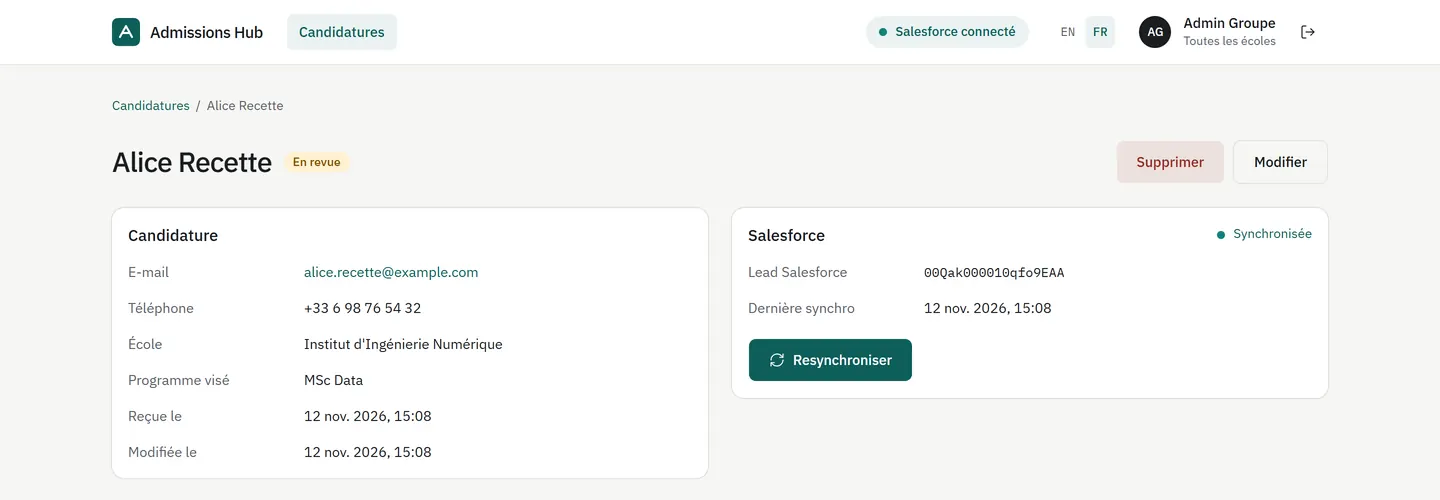 A Admissions Hub Candidatures Salesforce connecté EN FR AG Admin Groupe
Toutes les écoles
Candidatures / Alice Recette
Alice Recette En revue Supprimer Modifier
Candidature
E-mail alice.recette@example.com
Téléphone +33 6 98 76 54 32
École Institut d'Ingénierie Numérique
Programme visé MSc Data
Reçue le 12 nov. 2026, 15:08
Modifiée le 12 nov. 2026, 15:08
Salesforce Synchronisée
Lead Salesforce 00Qak000010qfo9EAA
Dernière synchro 12 nov. 2026, 15:08
Resynchroniser